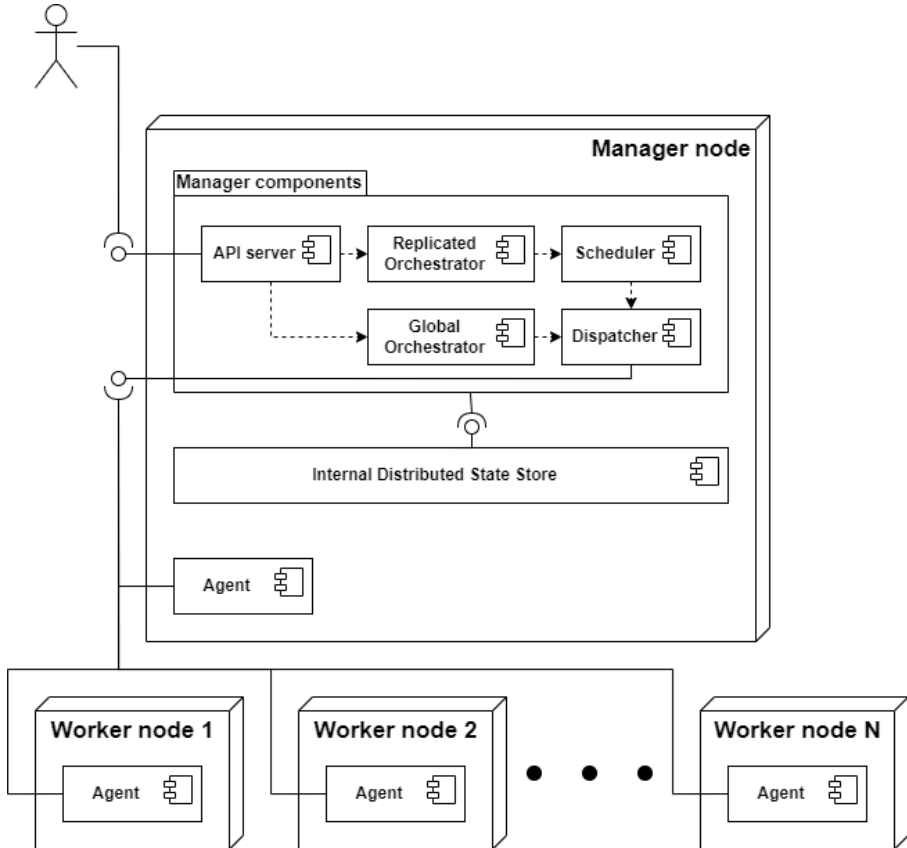 Manager node
Manager components
API server
Replicated
Orchestrator
Scheduler
Global
Orchestrator
Dispatcher
Internal Distributed State Store
Agent
Worker node 1
Worker node 2
Worker node N
Agent
Agent
Agent